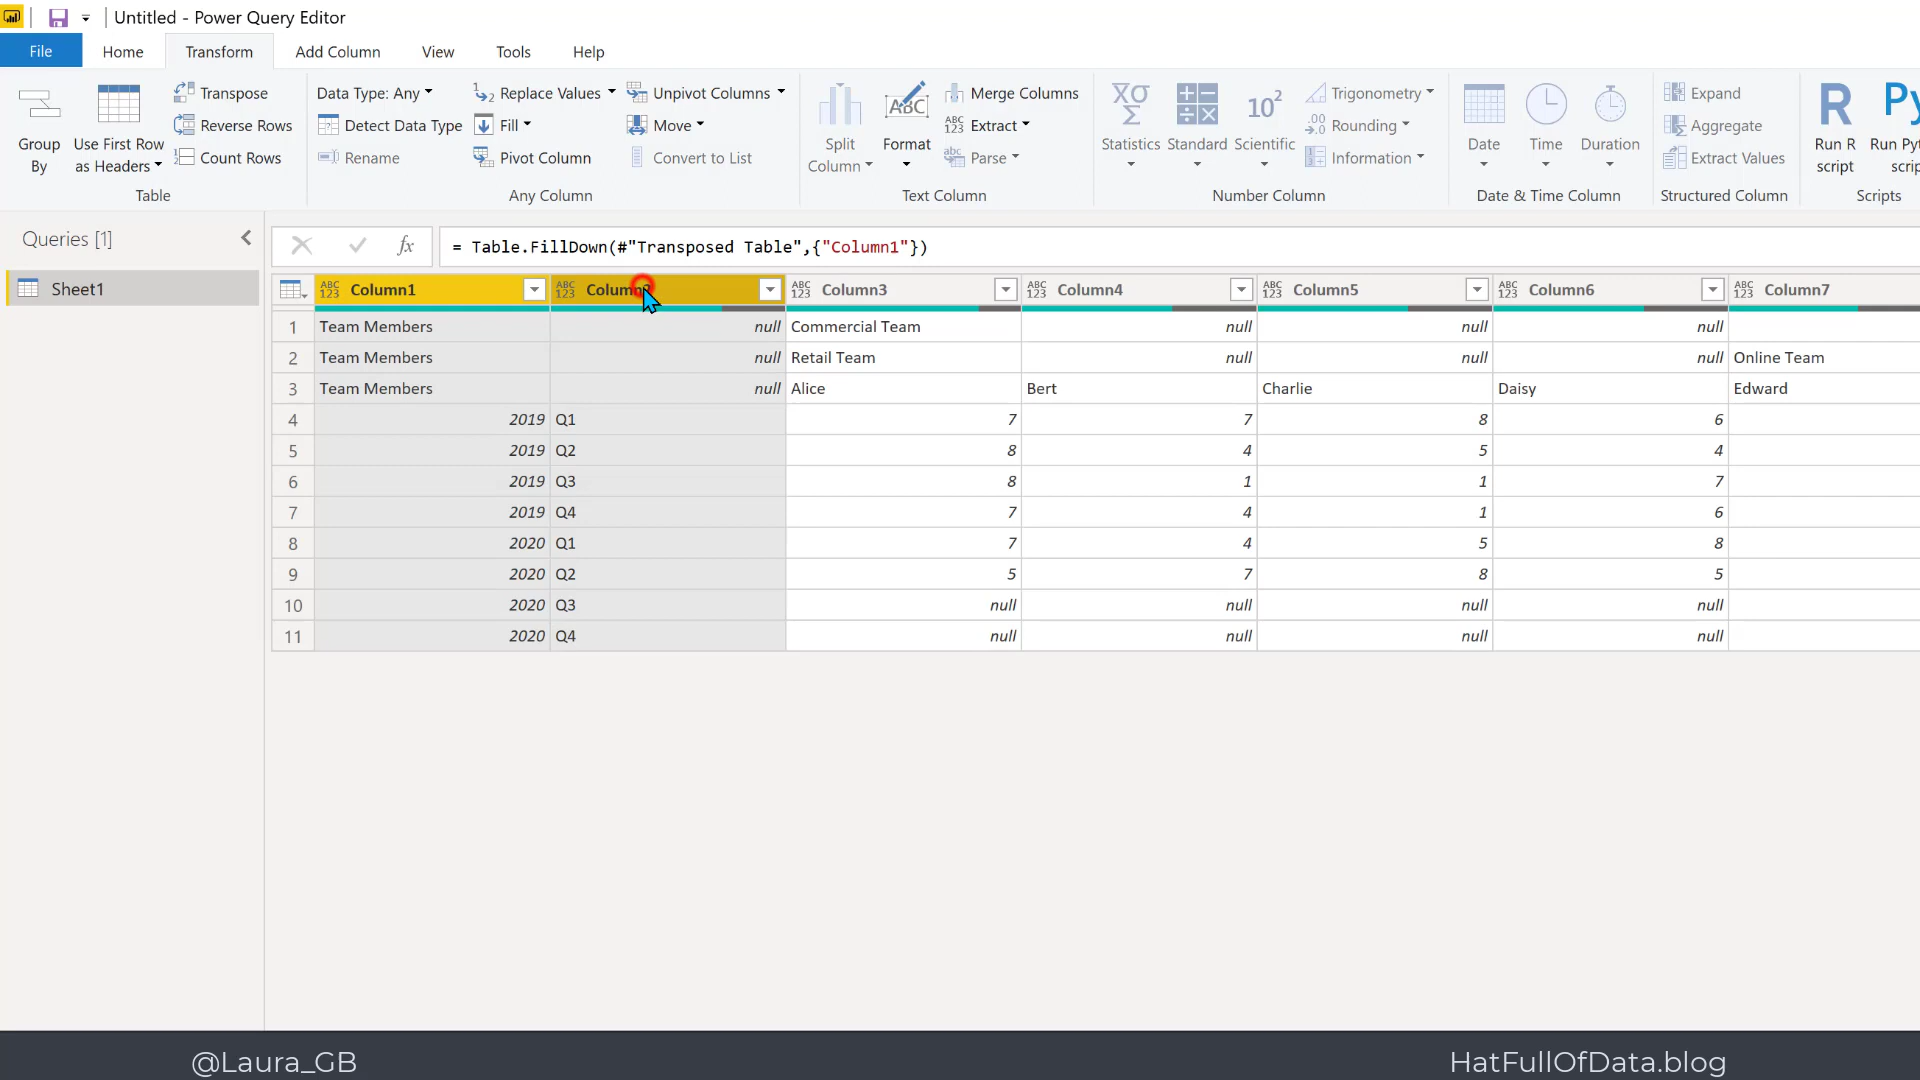 Untitled - Power Query Editor
File Home Transform Add Column View Tools Help
Group By
Use First Row as Headers
Transpose
Reverse Rows
Count Rows
Table
Data Type: Any
Detect Data Type
Rename
Replace Values
Fill
Pivot Column
Unpivot Columns
Move
Convert to List
Any Column
Split Column
Format
Merge Columns
Extract
Parse
Text Column
Statistics
Standard
Scientific
Trigonometry
Rounding
Information
Number Column
Date
Time
Duration
Date & Time Column
Expand
Aggregate
Extract Values
Structured Column
Run R script
Run Py
scrip
Scripts
Queries [1]
Sheet1
= Table.FillDown(#"Transposed Table",{"Column1"})
Column1 Column3 Column4 Column5 Column6 Column7
1 Team Members null Commercial Team null null null
2 Team Members null Retail Team null null null Online Team
3 Team Members null Alice Bert Charlie Daisy Edward
4 2019 Q1 7 7 8 6
5 2019 Q2 8 4 5 4
6 2019 Q3 8 1 1 7
7 2019 Q4 7 4 1 6
8 2020 Q1 7 4 5 8
9 2020 Q2 5 7 8 5
10 2020 Q3 null null null null
11 2020 Q4 null null null null
@Laura_GB
HatFullOfData.blog